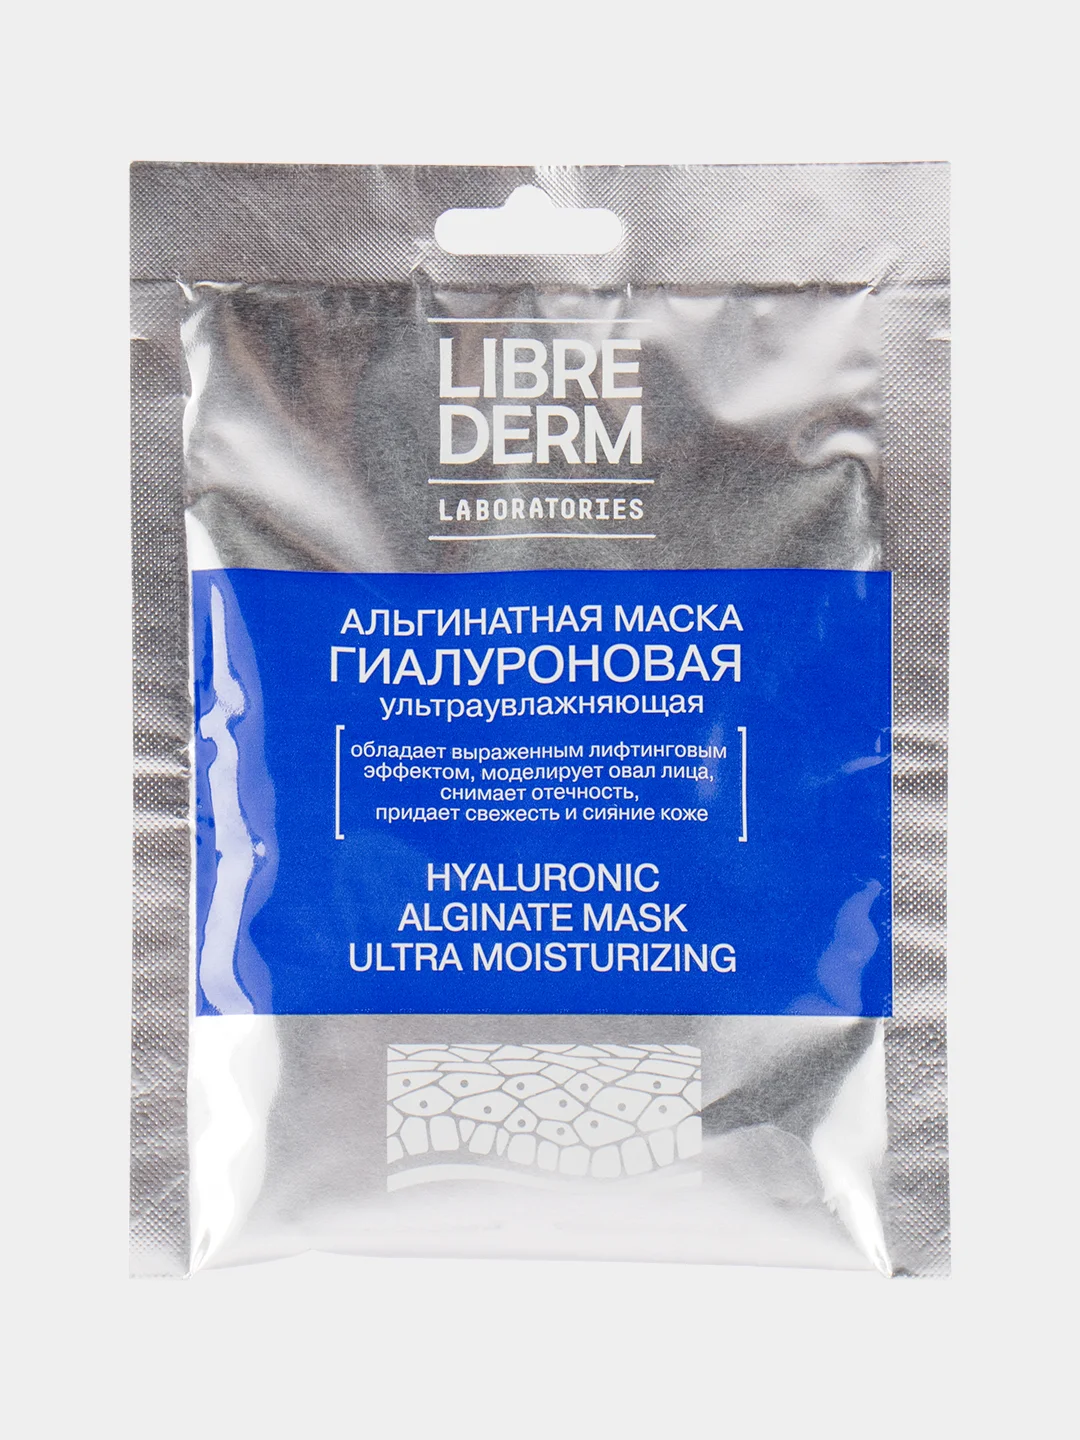 LIBRE
DERM
LABORATORIES
АЛЬГИНАТНАЯ МАСКА
ГИАЛУРОНОВАЯ
ультраувлажняющая
обладает выраженным лифтинговым
эффектом, моделирует овал лица,
снимает отечность,
придает свежесть и сияние коже
HYALURONIC
ALGINATE MASK
ULTRA MOISTURIZING